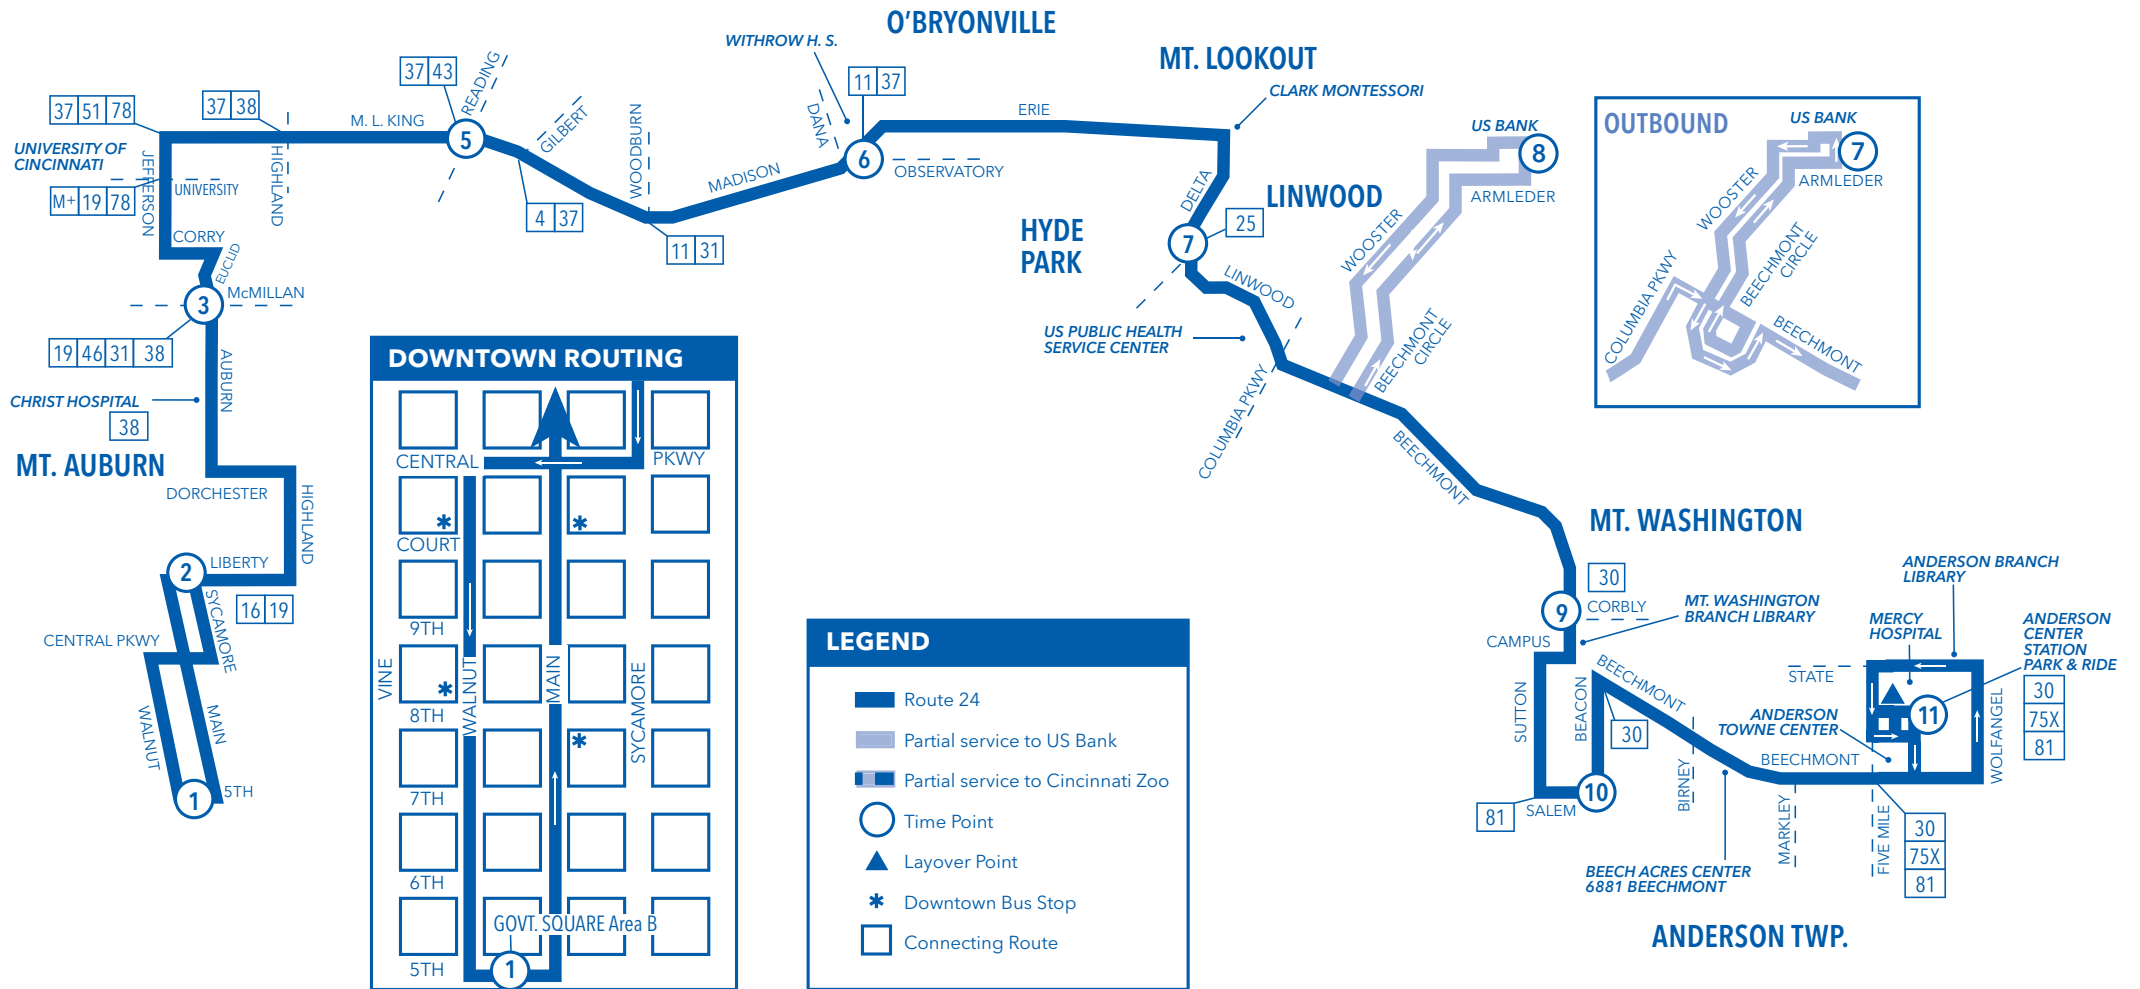 O'BRYONVILLE
WITHROW H. S.
MT. LOOKOUT
CLARK MONTESSORI
37 43
READING
11 37
37 51 78
37 38
M. L. KING
GILBERT
WOODBURN
DANA
ERIE
US BANK
8
5
6
UNIVERSITY OF
CINCINNATI
JEFFERSON
HIGHLAND
UNIVERSITY
M+ 19 78
MADISON
OBSERVATORY
DELTA
LINWOOD
ARMLEDER
4 37
11 31
25
7
HYDE
PARK
WOOSTER
CORRY
EUCLID
McMILLAN
3
LINWOOD
US PUBLIC HEALTH
SERVICE CENTER
BEECHMONT
CIRCLE
COLUMBIA PKWY
BEECHMONT
19 46 31 38
AUBURN
CHRIST HOSPITAL
38
MT. AUBURN
DORCHESTER
HIGHLAND
2
LIBERTY
16 19
SYCAMORE
CENTRAL PKWY
WALNUT
MAIN
1
5TH
DOWNTOWN ROUTING
CENTRAL
PKWY
*
*
COURT
9TH
VINE
WALNUT
MAIN
SYCAMORE
*
8TH
*
7TH
6TH
GOVT. SQUARE Area B
5TH
1
LEGEND
Route 24
Partial service to US Bank
Partial service to Cincinnati Zoo
Time Point
Layover Point
* Downtown Bus Stop
Connecting Route
OUTBOUND
US BANK
7
ARMLEDER
WOOSTER
BEECHMONT
CIRCLE
COLUMBIA PKWY
BEECHMONT
MT. WASHINGTON
30
9
CORBLY
MT. WASHINGTON
BRANCH LIBRARY
CAMPUS
SUTTON
BEACON
BEECHMONT
30
10
81
SALEM
BIRNEY
BEECHMONT
MARKLEY
FIVE MILE
BEECH ACRES CENTER
6881 BEECHMONT
ANDERSON BRANCH
LIBRARY
MERCY
HOSPITAL
ANDERSON
CENTER
STATION
PARK & RIDE
30
75X
81
STATE
11
ANDERSON
TOWNE CENTER
WOLFANGEL
30
75X
81
ANDERSON TWP.